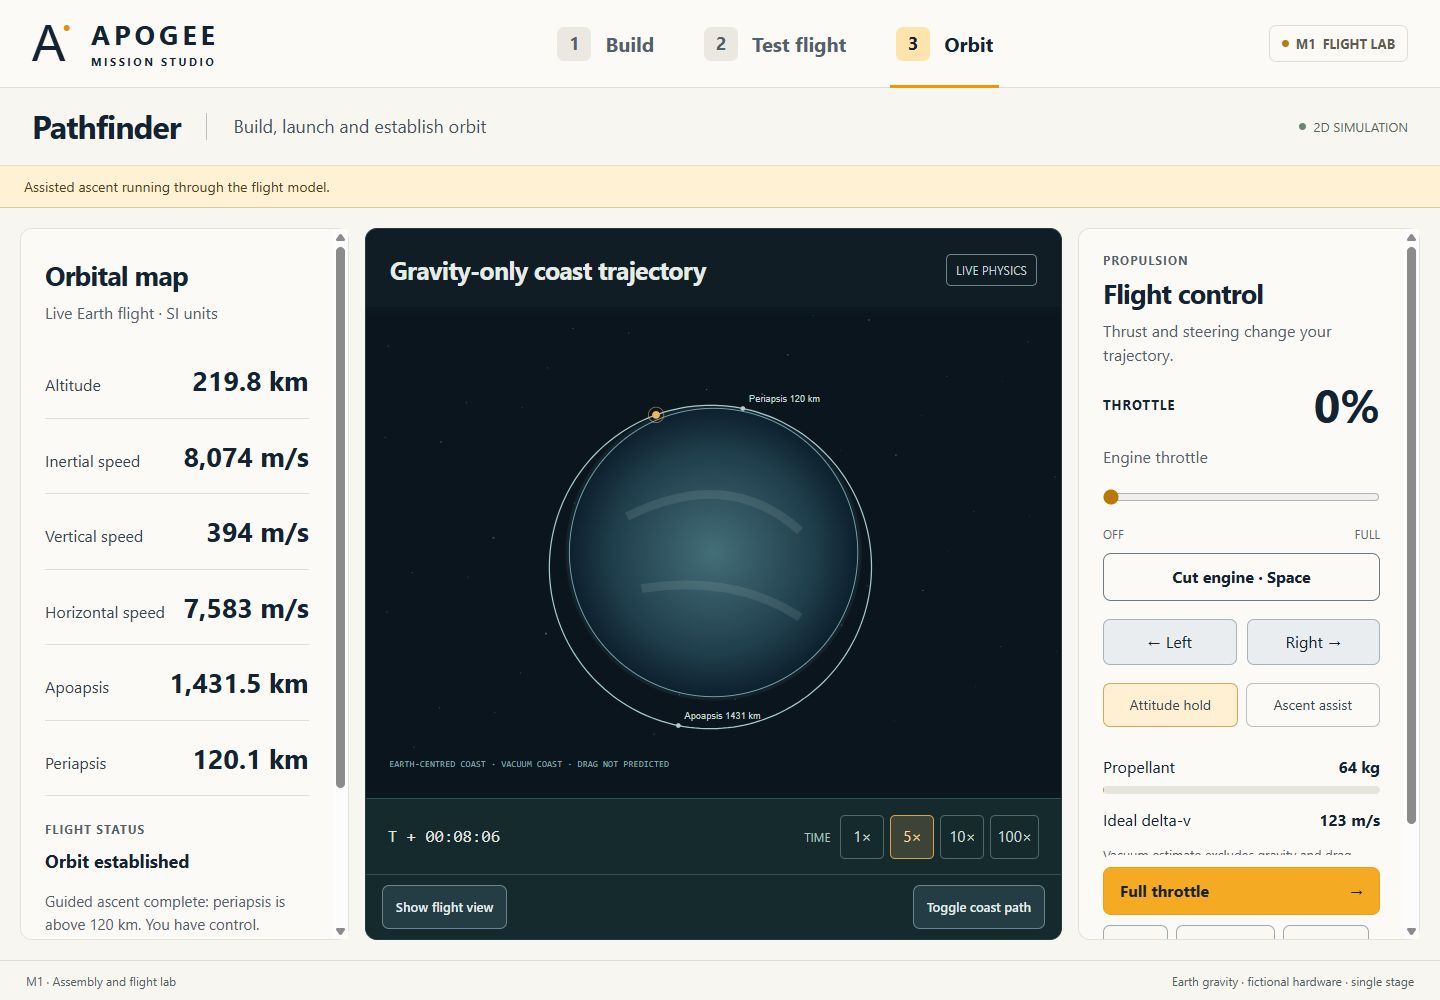 A
APOGEE
MISSION STUDIO
1 Build
2 Test flight
3 Orbit
M1 FLIGHT LAB
Pathfinder
Build, launch and establish orbit
2D SIMULATION
Assisted ascent running through the flight model.
Orbital map
Live Earth flight · SI units
Altitude 219.8 km
Inertial speed 8,074 m/s
Vertical speed 394 m/s
Horizontal speed 7,583 m/s
Apoapsis 1,431.5 km
Periapsis 120.1 km
FLIGHT STATUS
Orbit established
Guided ascent complete: periapsis is
above 120 km. You have control.
Gravity-only coast trajectory
LIVE PHYSICS
Periapsis 120 km
Apoapsis 1431 km
EARTH-CENTRED COAST · VACUUM COAST · DRAG NOT PREDICTED
T + 00:08:06
TIME 1× 5× 10× 100×
Show flight view
Toggle coast path
PROPULSION
Flight control
Thrust and steering change your
trajectory.
THROTTLE 0%
Engine throttle
OFF FULL
Cut engine · Space
← Left Right →
Attitude hold Ascent assist
Propellant 64 kg
Ideal delta-v 123 m/s
Vacuum estimate excludes gravity and drag
Full throttle →
M1 · Assembly and flight lab
Earth gravity · fictional hardware · single stage